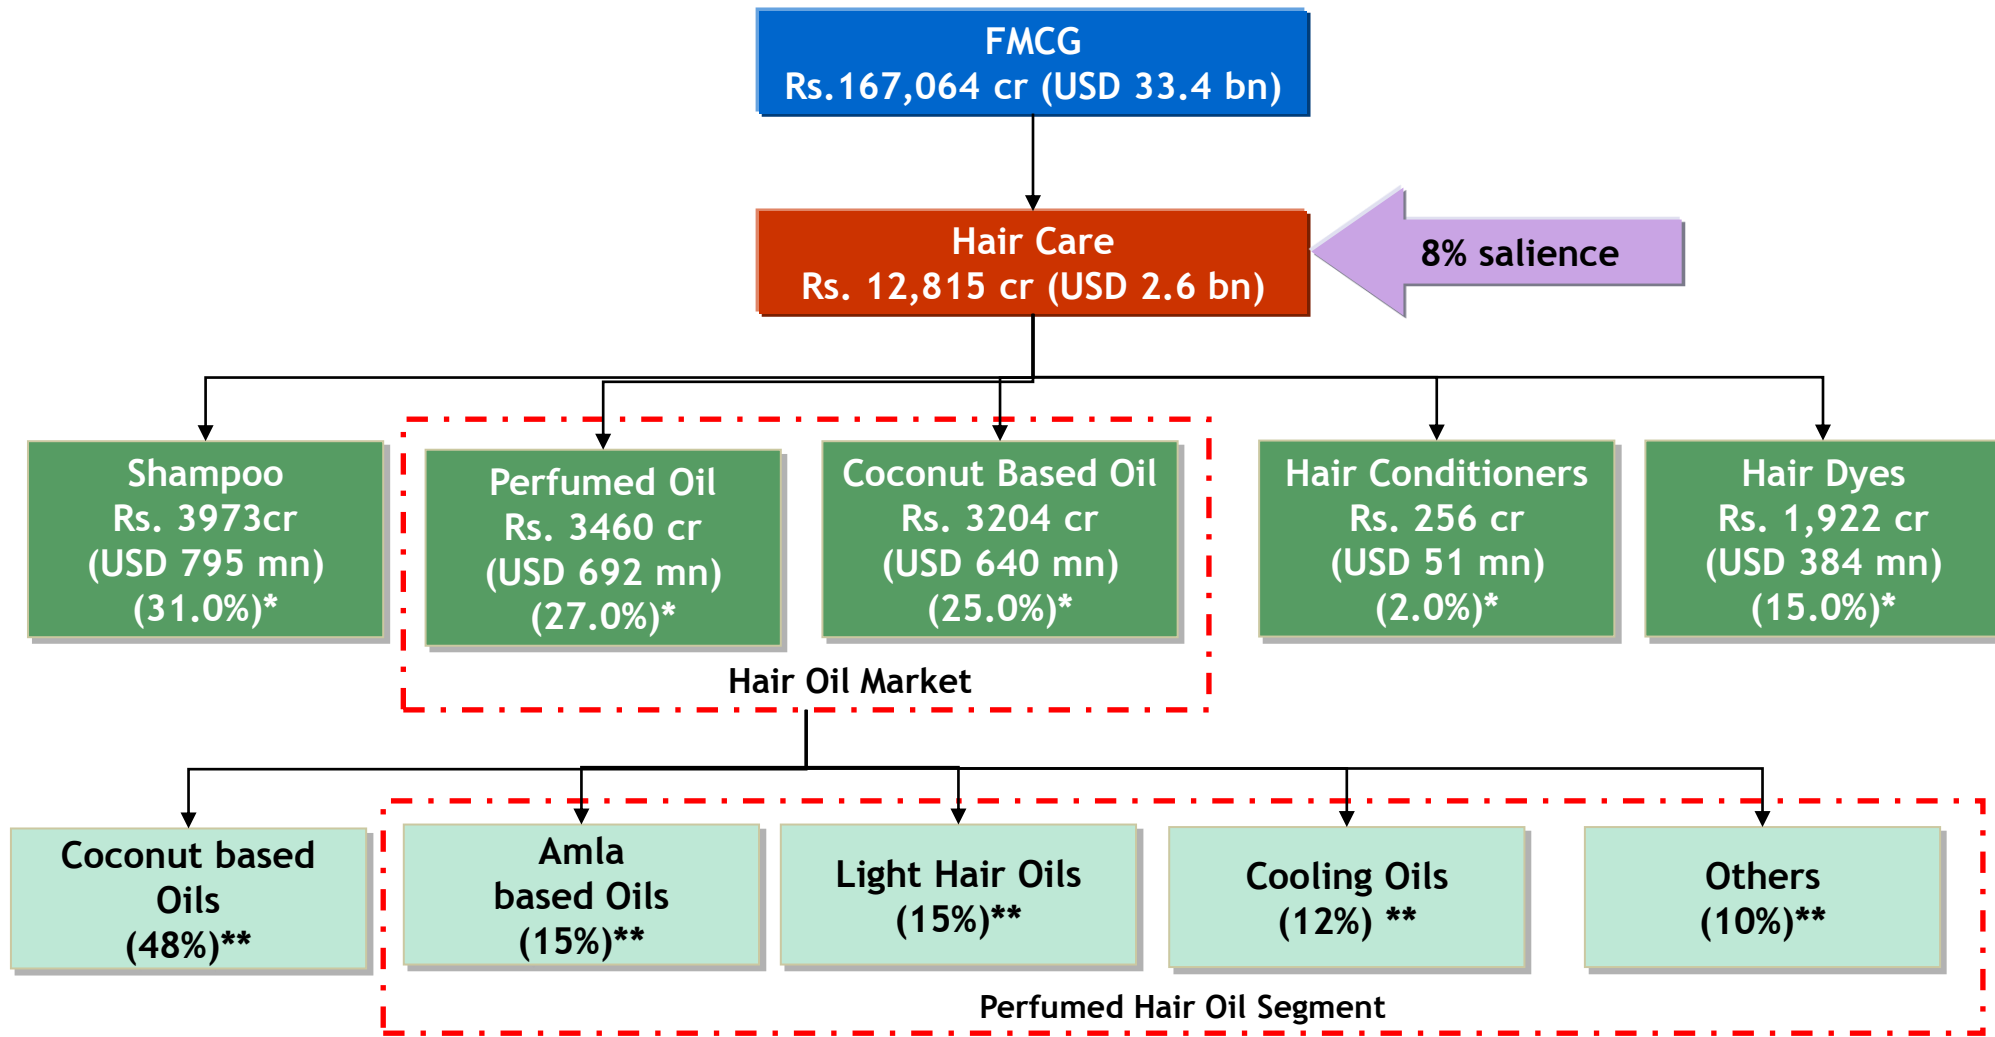 FMCG
Rs.167,064 cr (USD 33.4 bn)
Hair Care
Rs. 12,815 cr (USD 2.6 bn)
8% salience
Shampoo
Rs. 3973cr
(USD 795 mn)
(31.0%)*
Perfumed Oil
Rs. 3460 cr
(USD 692 mn)
(27.0%)*
Coconut Based Oil
Rs. 3204 cr
(USD 640 mn)
(25.0%)*
Hair Conditioners
Rs. 256 cr
(USD 51 mn)
(2.0%)*
Hair Dyes
Rs. 1,922 cr
(USD 384 mn)
(15.0%)*
Hair Oil Market
Coconut based
Oils
(48%)**
Amla
based Oils
(15%)**
Light Hair Oils
(15%)**
Cooling Oils
(12%) **
Others
(10%)**
Perfumed Hair Oil Segment